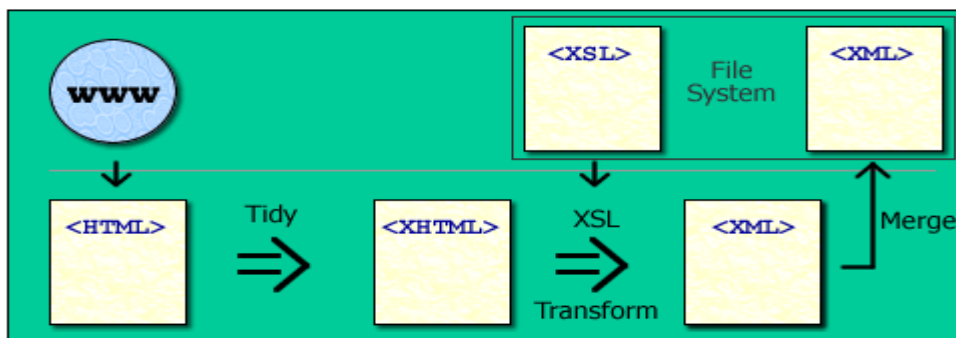 www
<XSL>
File
System
<XML>
<HTML>
Tidy
<XHTML>
XSL
Transform
<XML>
Merge